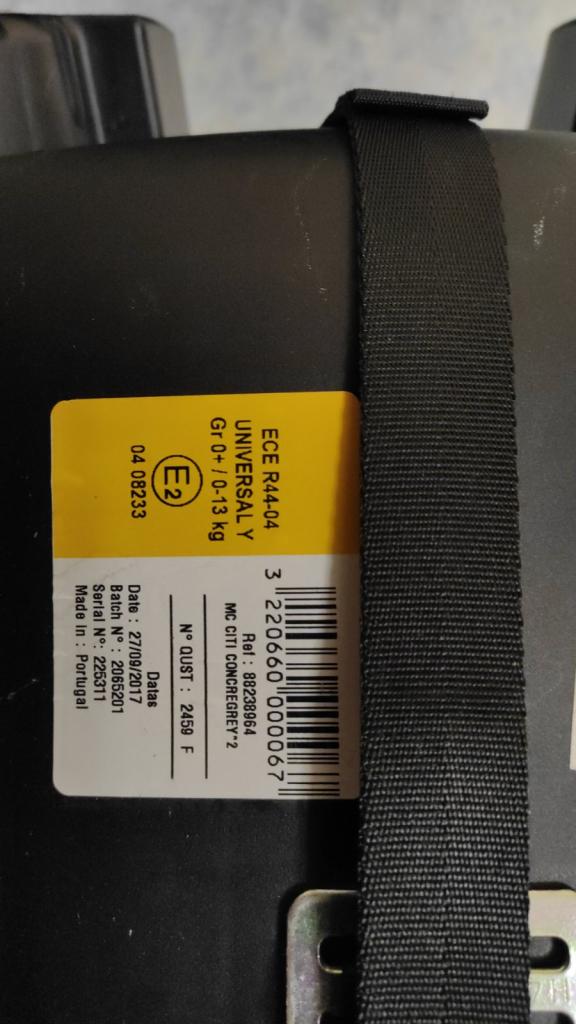 ECE R44-04
UNIVERSAL Y
Gr 0+ / 0-13 kg
E2
04 08233
3 220660 000067
Ref : 88238964
MC CITI CONGREGREY*2
N° QUST : 2459 F
Datas
Date : 27/09/2017
Batch N° : 2065201
Serial N°: 225311
Made in : Portugal